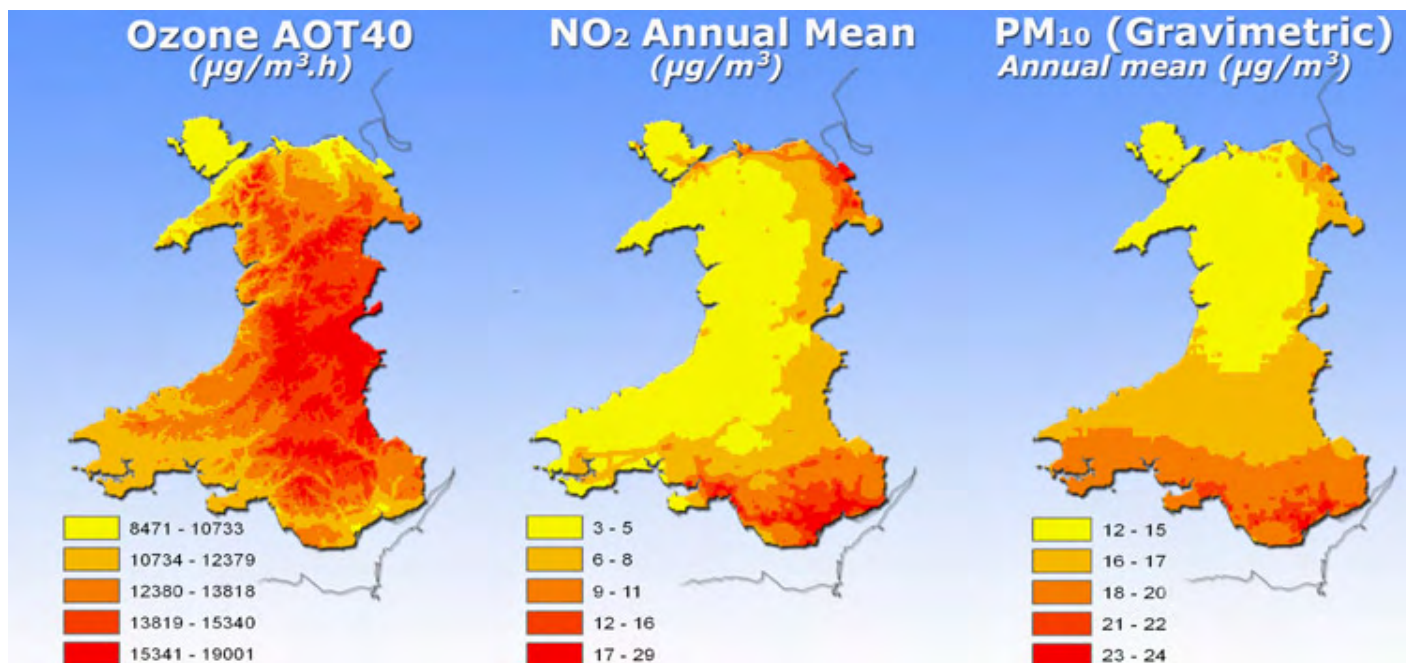 Ozone AOT40
(µg/m³.h)
8471 - 10733
10734 - 12379
12380 - 13818
13819 - 15340
15341 - 19001
NO₂ Annual Mean
(µg/m³)
3 - 5
6 - 8
9 - 11
12 - 16
17 - 29
PM₁₀ (Gravimetric)
Annual mean (µg/m³)
12 - 15
16 - 17
18 - 20
21 - 22
23 - 24